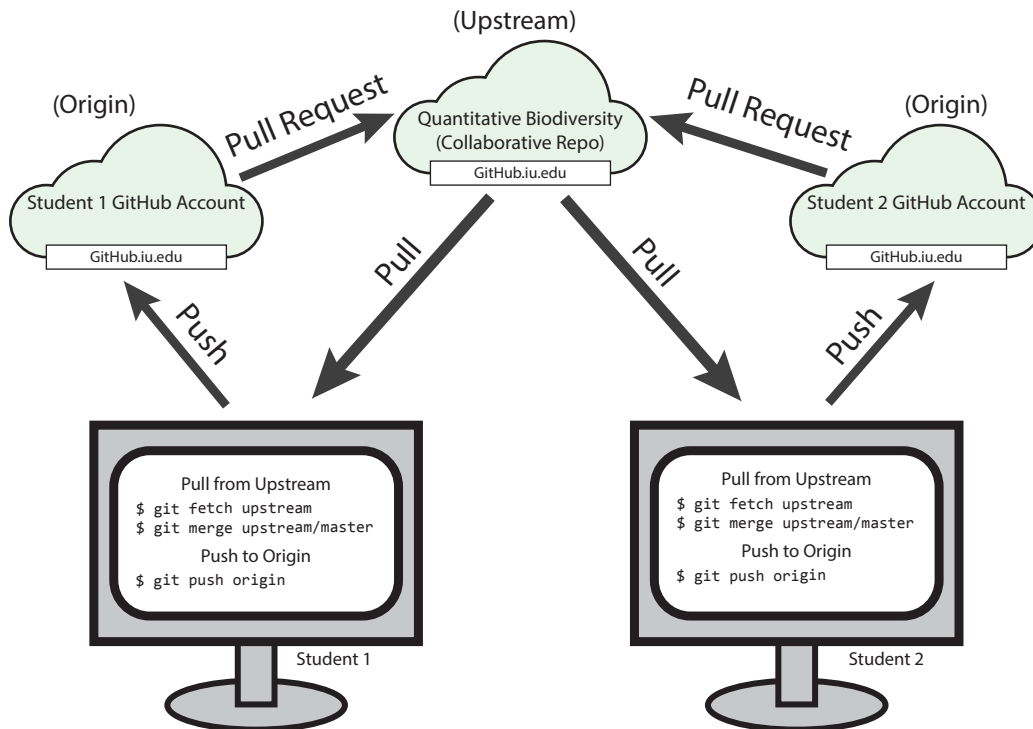 (Upstream)
(Origin)
Pull Request
Quantitative Biodiversity
(Collaborative Repo)
GitHub.iu.edu
Pull Request
(Origin)
Student 1 GitHub Account
GitHub.iu.edu
Student 2 GitHub Account
GitHub.iu.edu
Push
Pull
Pull
Push
Pull from Upstream
$ git fetch upstream
$ git merge upstream/master
Push to Origin
$ git push origin
Student 1
Pull from Upstream
$ git fetch upstream
$ git merge upstream/master
Push to Origin
$ git push origin
Student 2